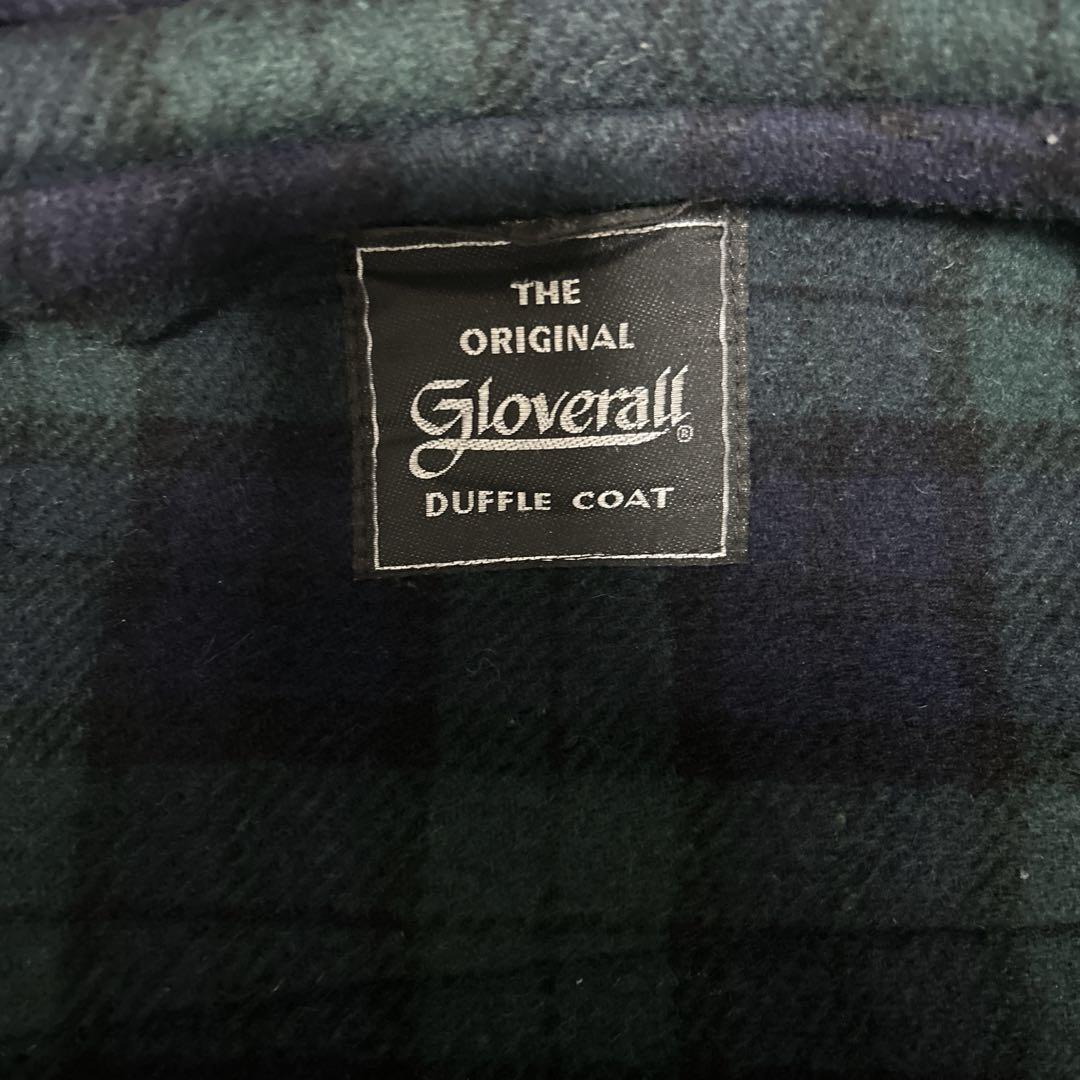 THE
ORIGINAL
Gloverall®
DUFFLE COAT